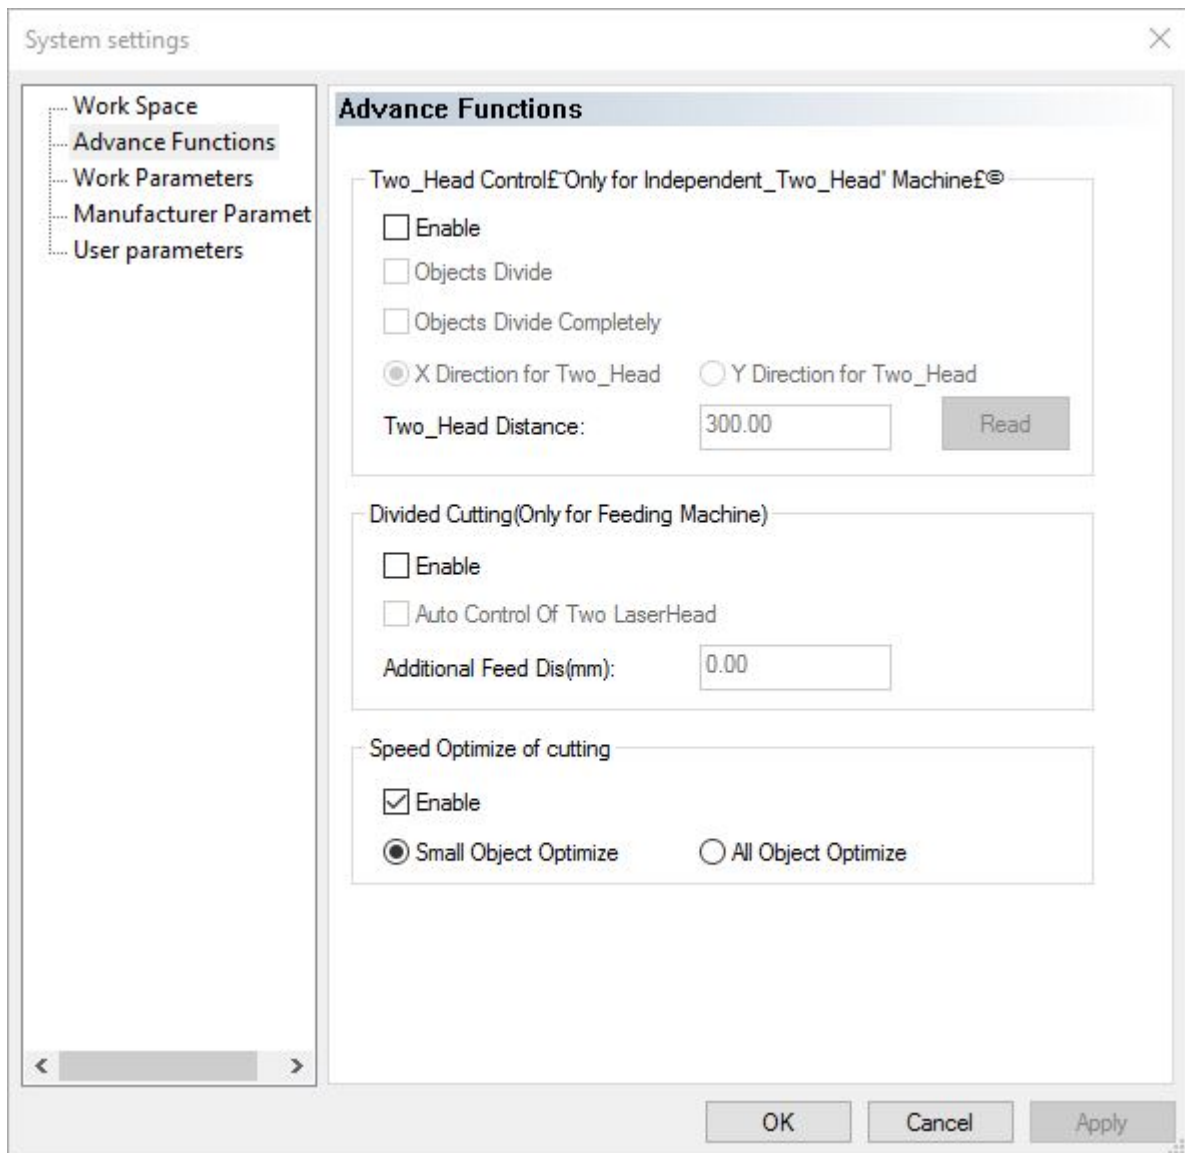 System settings
Work Space
Advance Functions
Work Parameters
Manufacturer Paramet
User parameters
Advance Functions
Two_Head Control£¨Only for Independent_Two_Head' Machine£©
Enable
Objects Divide
Objects Divide Completely
X Direction for Two_Head Y Direction for Two_Head
Two_Head Distance: 300.00 Read
Divided Cutting(Only for Feeding Machine)
Enable
Auto Control Of Two LaserHead
Additional Feed Dis(mm): 0.00
Speed Optimize of cutting
Enable
Small Object Optimize All Object Optimize
OK Cancel Apply